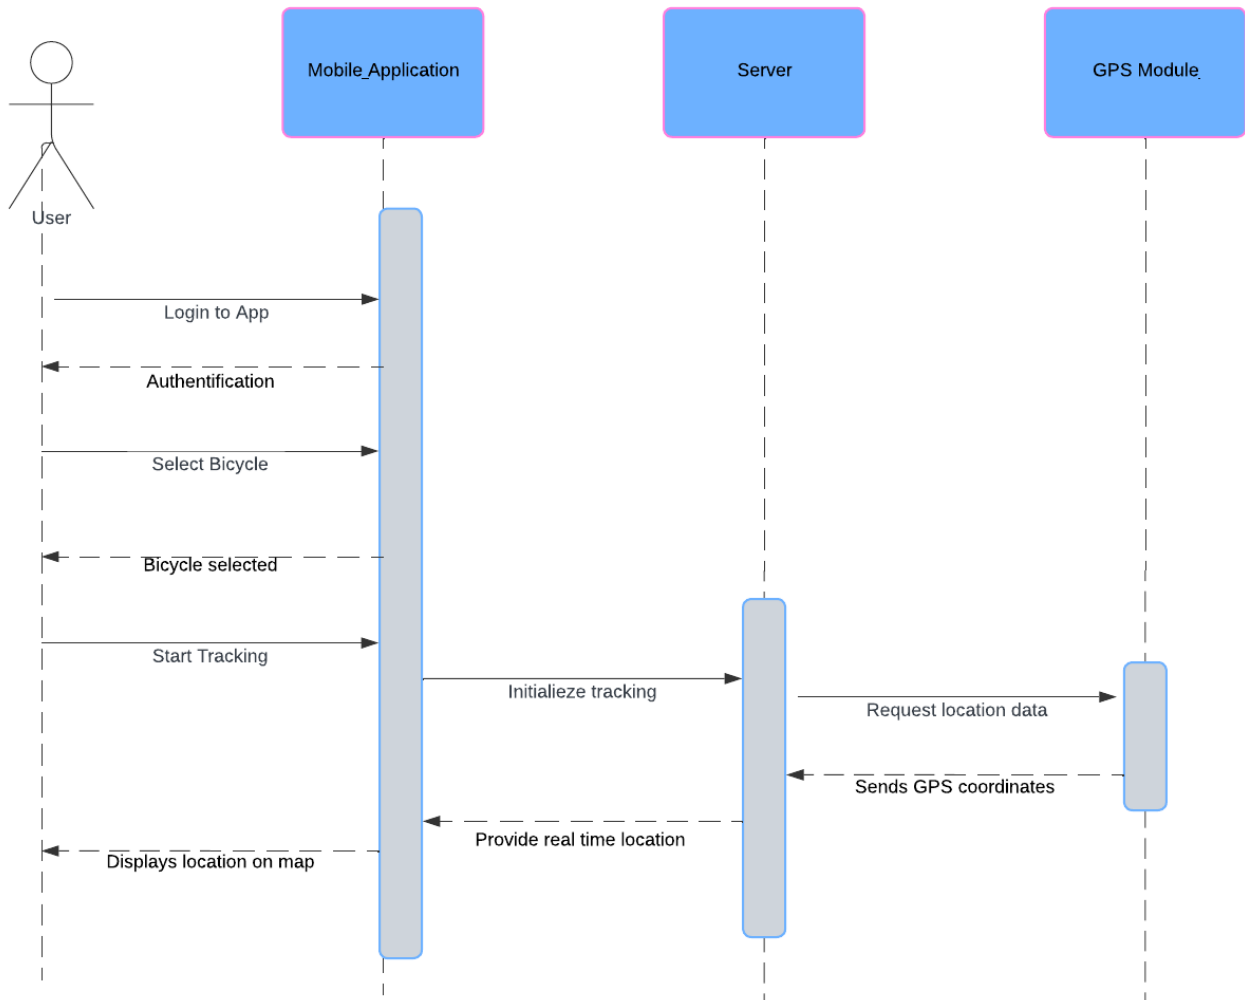 Mobile_Application
Server
GPS Module
User
Login to App
Authentification
Select Bicycle
Bicycle selected
Start Tracking
Initialieze tracking
Request location data
Sends GPS coordinates
Provide real time location
Displays location on map